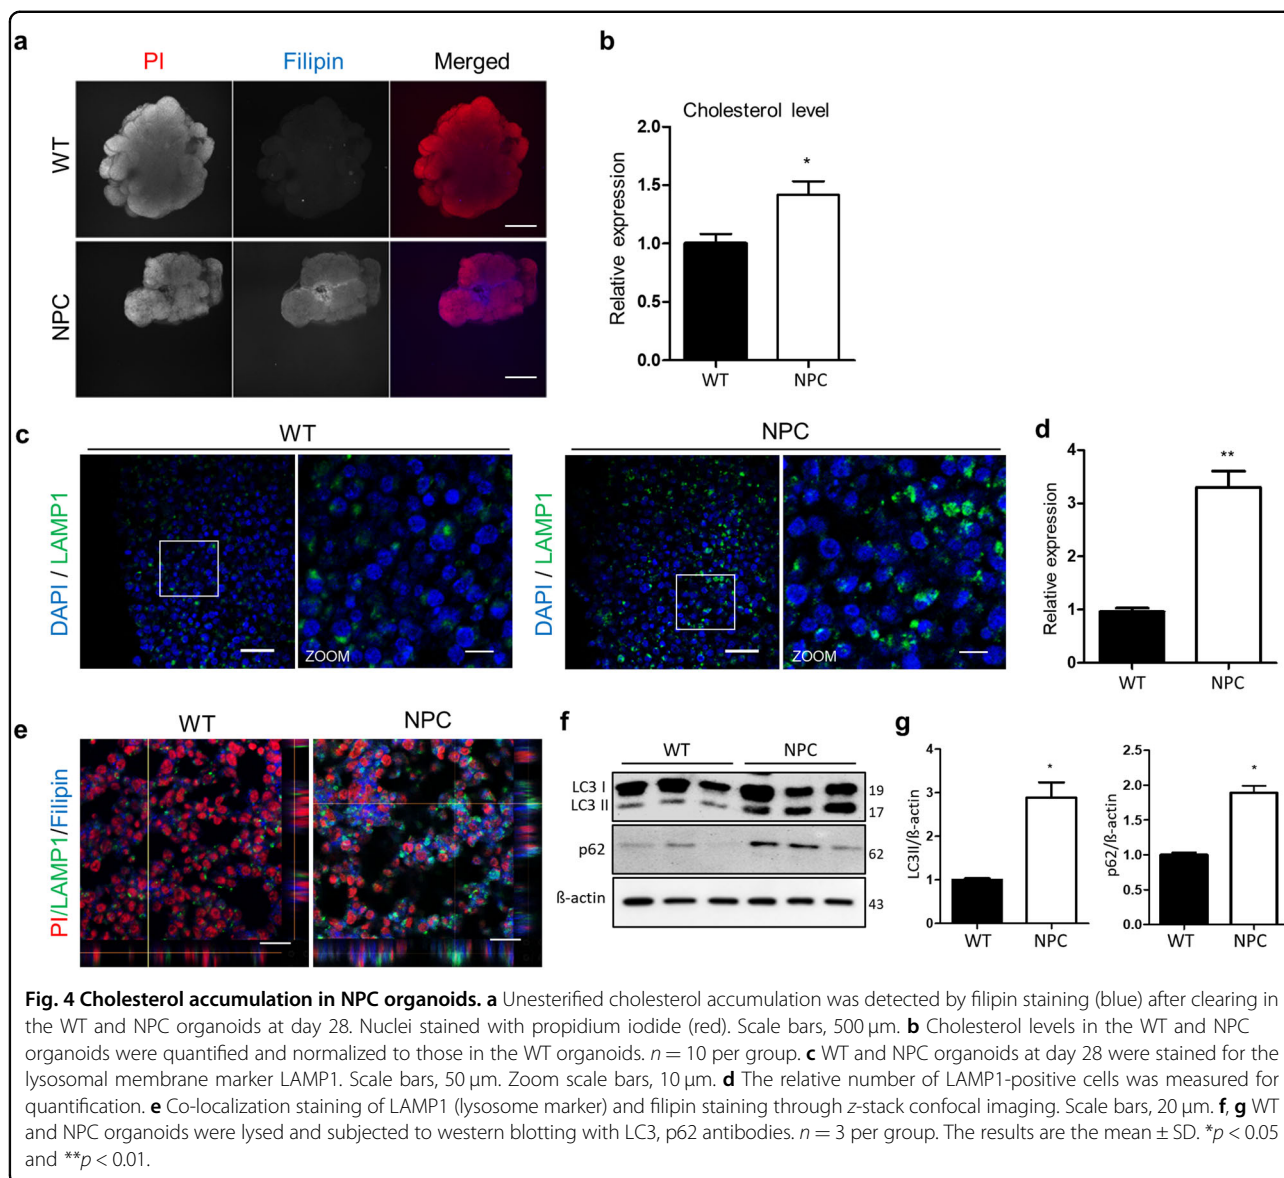 a
PI
Filipin
Merged
WT
NPC
b
Cholesterol level
Relative expression
2.0
1.5
1.0
0.5
0.0
*
WT
NPC
c
WT
NPC
DAPI / LAMP1
ZOOM
DAPI / LAMP1
ZOOM
d
Relative expression
4
3
2
1
0
**
WT
NPC
e
WT
NPC
PI/LAMP1/Filipin
f
WT
NPC
LC3 I
LC3 II
p62
ß-actin
19
17
62
43
g
LC3II/ß-actin
4
3
2
1
0
*
WT
NPC
p62/ß-actin
2.5
2.0
1.5
1.0
0.5
0.0
*
WT
NPC
Fig. 4 Cholesterol accumulation in NPC organoids. a Unesterified cholesterol accumulation was detected by filipin staining (blue) after clearing in
the WT and NPC organoids at day 28. Nuclei stained with propidium iodide (red). Scale bars, 500 μm. b Cholesterol levels in the WT and NPC
organoids were quantified and normalized to those in the WT organoids. n = 10 per group. c WT and NPC organoids at day 28 were stained for the
lysosomal membrane marker LAMP1. Scale bars, 50 μm. Zoom scale bars, 10 μm. d The relative number of LAMP1-positive cells was measured for
quantification. e Co-localization staining of LAMP1 (lysosome marker) and filipin staining through z-stack confocal imaging. Scale bars, 20 μm. f, g WT
and NPC organoids were lysed and subjected to western blotting with LC3, p62 antibodies. n = 3 per group. The results are the mean ± SD. *p < 0.05
and **p < 0.01.